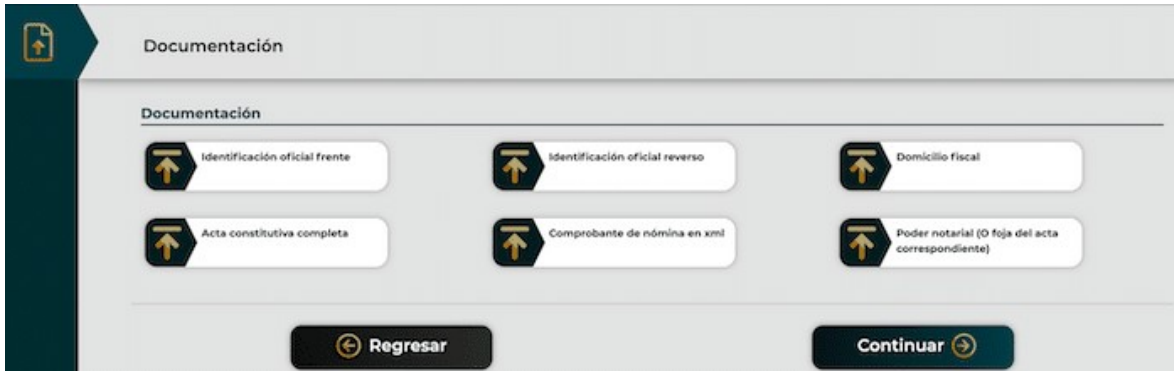 Documentación
Documentación
Identificación oficial frente
Identificación oficial reverso
Domicilio fiscal
Acta constitutiva completa
Comprobante de nómina en xml
Poder notarial (O foja del acta
correspondiente)
Regresar
Continuar